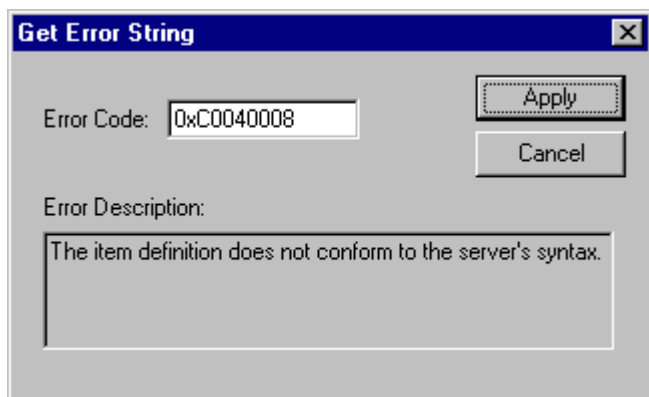 Get Error String
Apply
Error Code: 0xC0040008
Cancel
Error Description:
The item definition does not conform to the server's syntax.